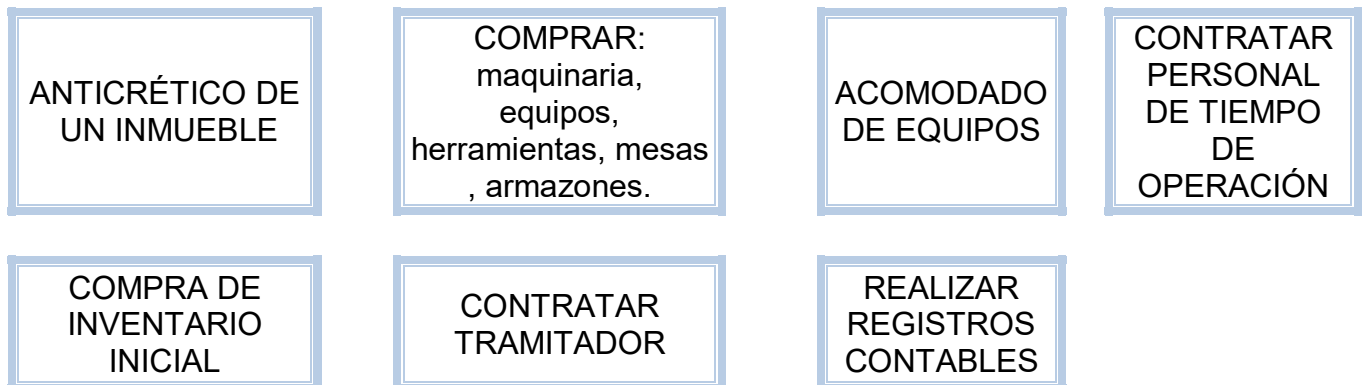 ANTICRÉTICO DE
UN INMUEBLE
COMPRAR:
maquinaria,
equipos,
herramientas, mesas
, armazones.
ACOMODADO
DE EQUIPOS
CONTRATAR
PERSONAL
DE TIEMPO
DE
OPERACIÓN
COMPRA DE
INVENTARIO
INICIAL
CONTRATAR
TRAMITADOR
REALIZAR
REGISTROS
CONTABLES